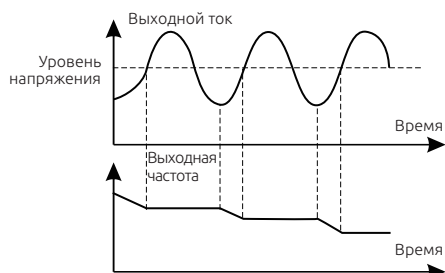 Выходной ток
Уровень
напряжения
Время
Выходная
частота
Время